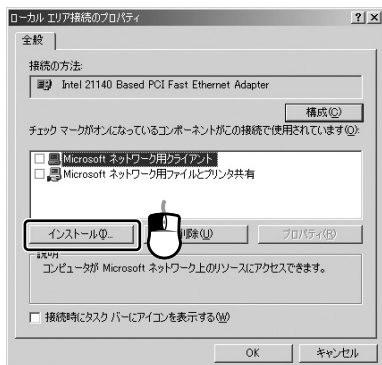 ローカル エリア接続のプロパティ
全般
接続の方法:
Intel 21140 Based PCI Fast Ethernet Adapter
構成(C)
チェック マークがオンになっているコンポーネントがこの接続で使用されています(O):
Microsoft ネットワーク用クライアント
Microsoft ネットワーク用ファイルとプリンタ共有
インストール(I)... 削除(U) プロパティ(R)
説明
コンピュータが Microsoft ネットワーク上のリソースにアクセスできます。
接続時にタスク バーにアイコンを表示する(W)
OK キャンセル